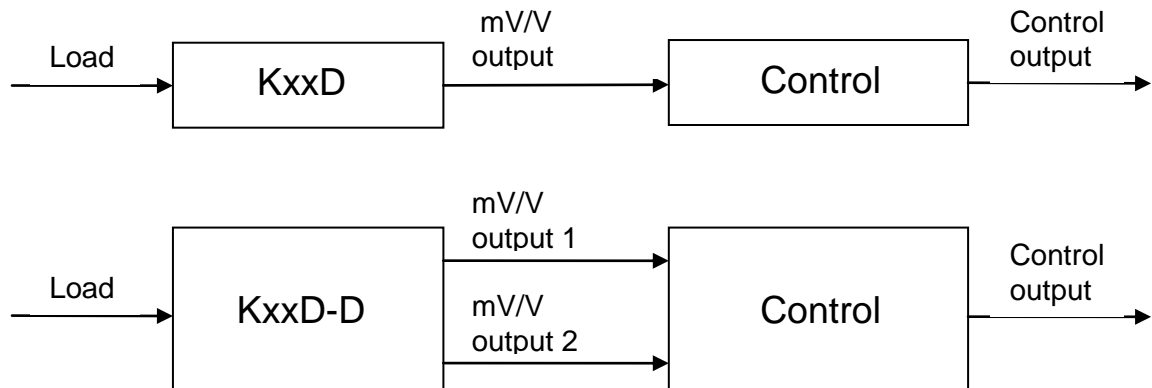 Load
KxxD
mV/V
output
Control
Control
output
Load
KxxD-D
mV/V
output 1
mV/V
output 2
Control
Control
output